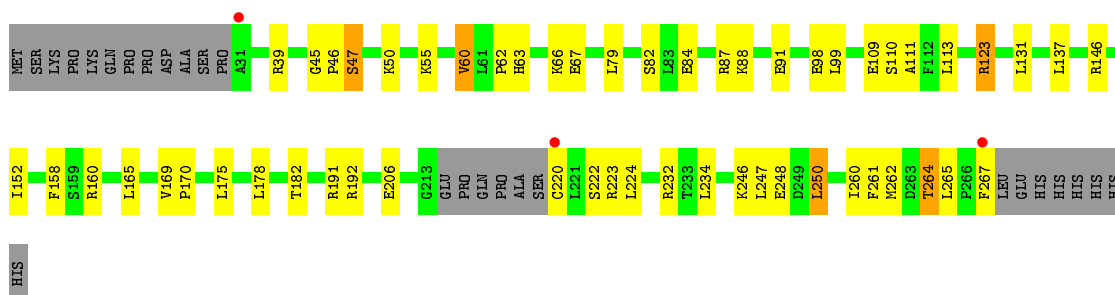 MET SER LYS PRO PRO LYS GLN PRO PRO ASP ALA SER PRO A31 R39 G45 P46 S47 K50 K55 V60 L61 P62 H63 K66 E67 L79 S82 L83 E84 R87 K88 E91 E98 L99 E109 S110 A111 F112 L113 R123 L131 L137 R146
I152 F158 S159 R160 L165 V169 P170 L175 L178 T182 R191 R192 E206 G213 GLU PRO GLN PRO ALA SER C220 L221 S222 R223 L224 R232 T233 L234 K246 L247 E248 D249 L250 I260 F261 M262 D263 T264 L265 P266 F267 LEU GLU HIS HIS HIS HIS HIS
HIS